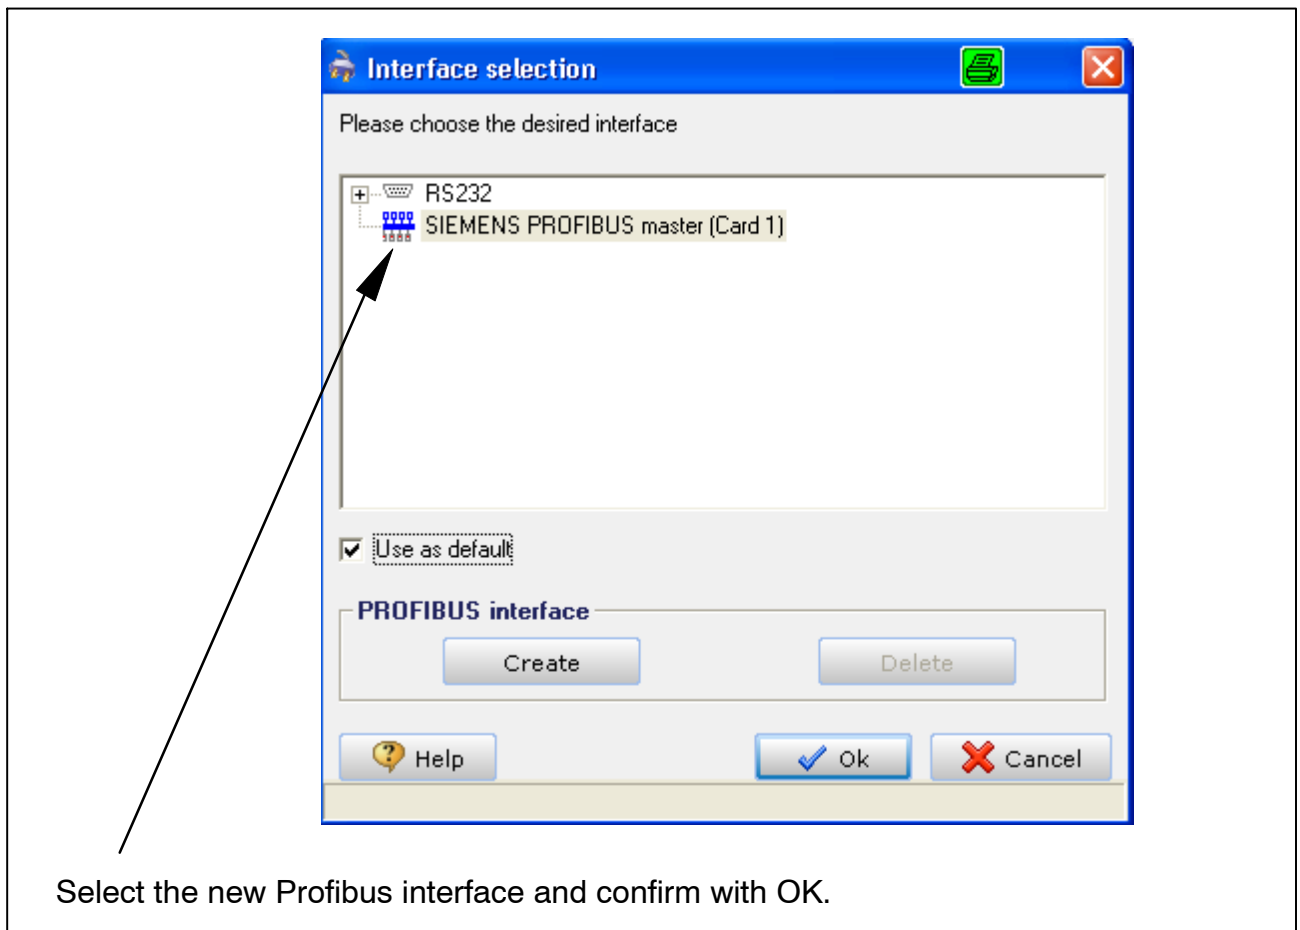 Interface selection
Please choose the desired interface
RS232
SIEMENS PROFIBUS master (Card 1)
Use as default
PROFIBUS interface
Create
Delete
Help
Ok
Cancel
Select the new Profibus interface and confirm with OK.